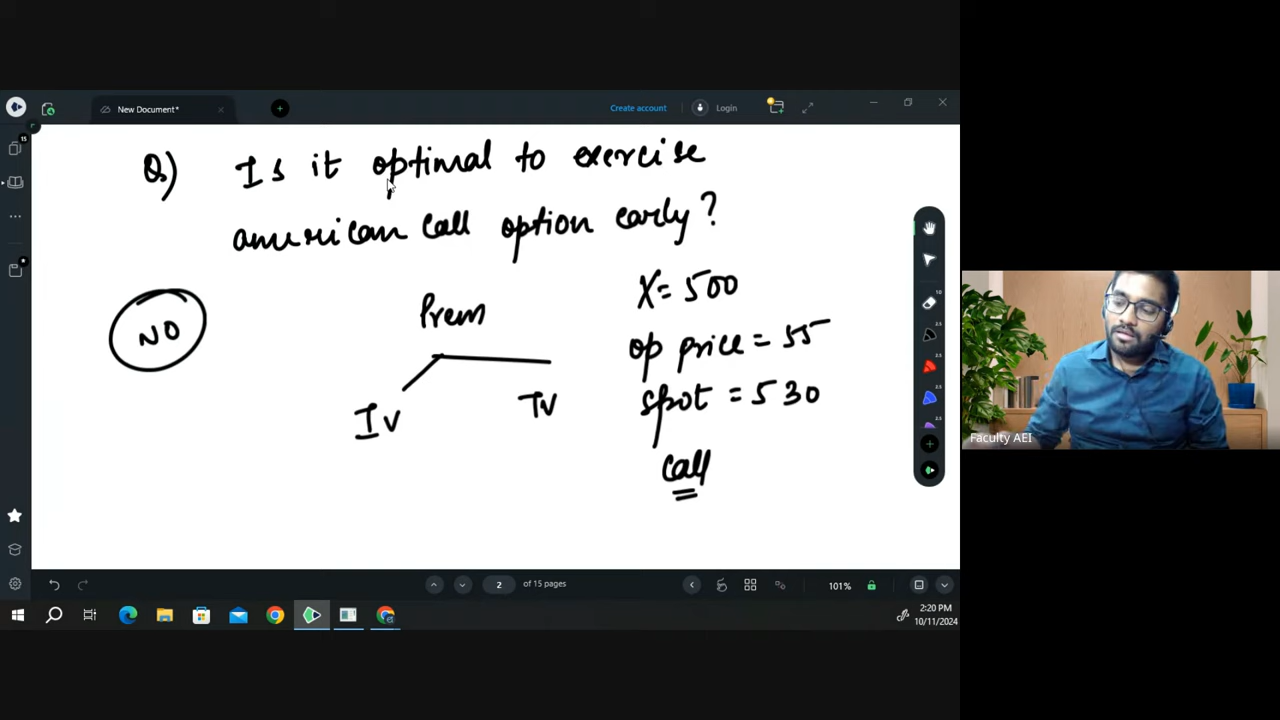 New Document*
Create account
Login
Q) Is it optimal to exercise
american call option early?
NO
Prem
IV
TV
X = 500
op price = 55
spot = 530
call
Faculty AEI
2
of 15 pages
101%
2:20 PM
10/11/2024